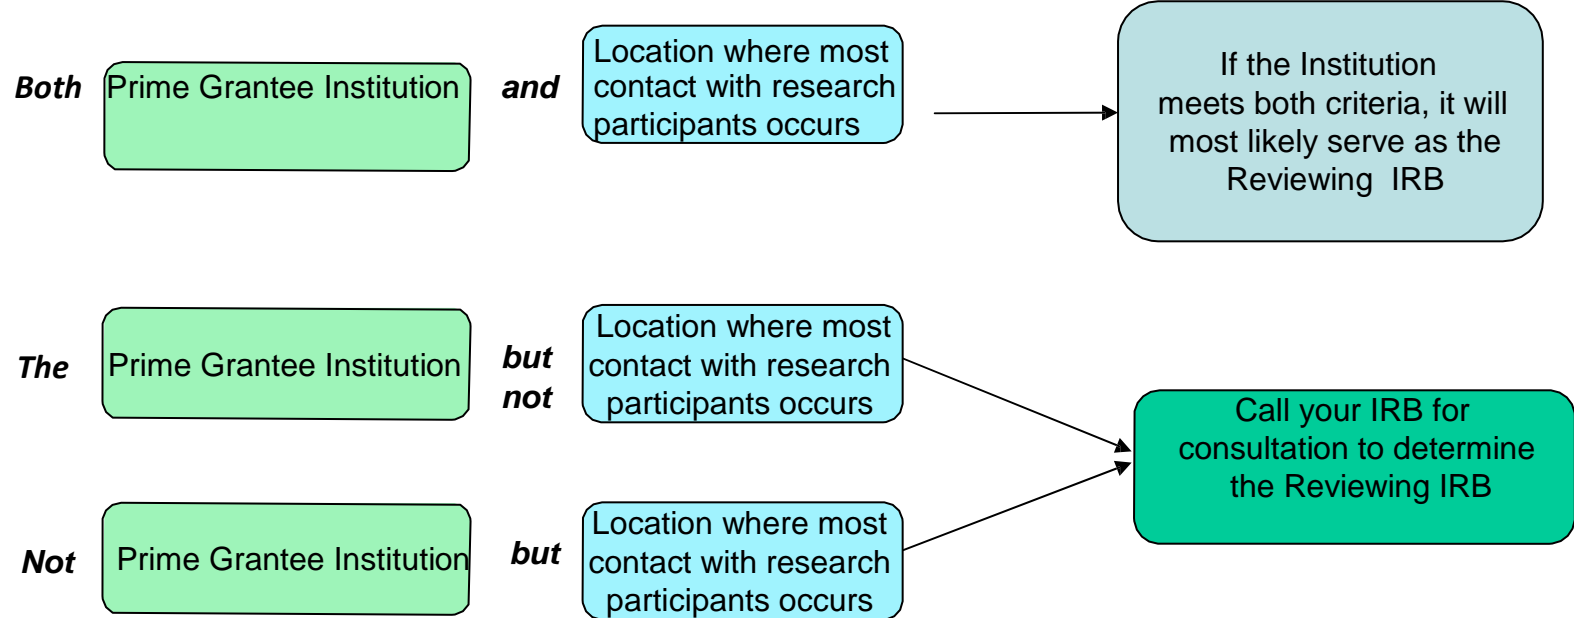 Both
Prime Grantee Institution
and
Location where most
contact with research
participants occurs
If the Institution
meets both criteria, it will
most likely serve as the
Reviewing IRB
The
Prime Grantee Institution
but
not
Location where most
contact with research
participants occurs
Call your IRB for
consultation to determine
the Reviewing IRB
Not
Prime Grantee Institution
but
Location where most
contact with research
participants occurs